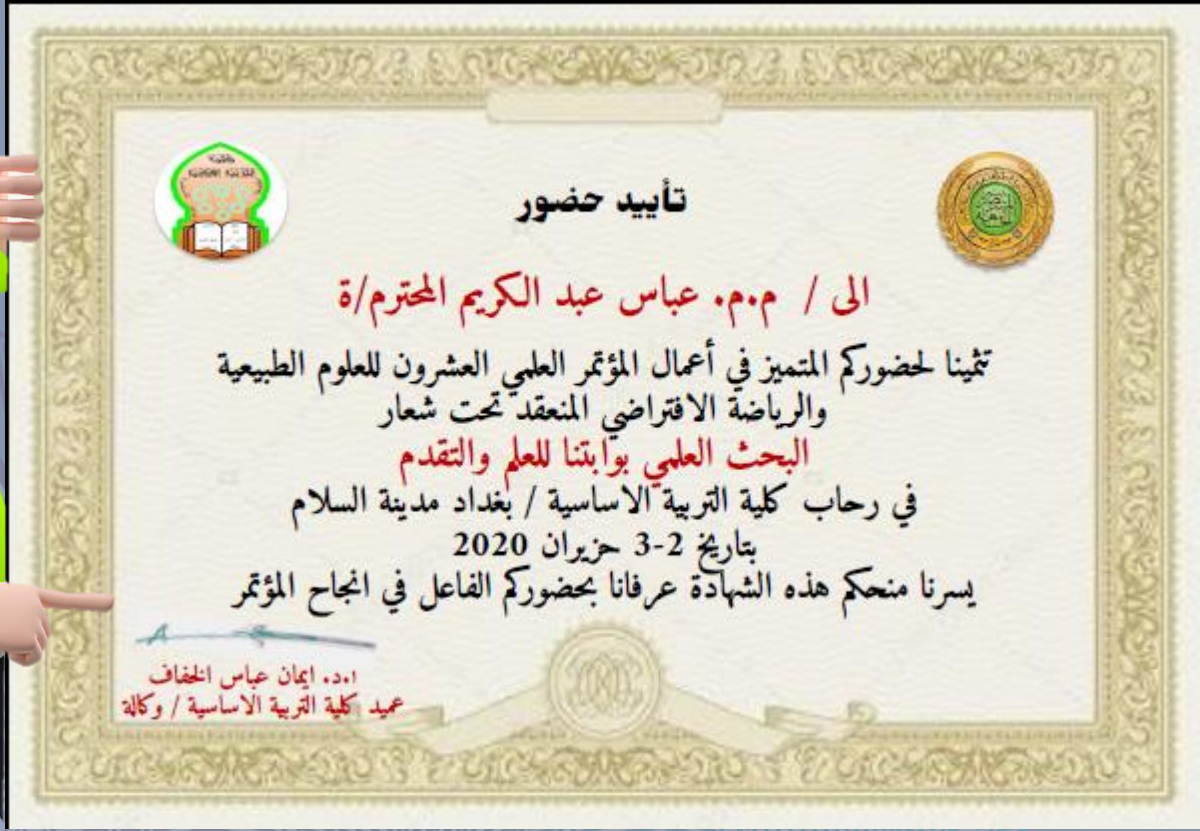 تأييد حضور
الى / م.م. عباس عبد الكريم المحترم/ة
تثمينا لحضوركم المتميز في أعمال المؤتمر العلمي العشرون للعلوم الطبيعية
والرياضة الافتراضي المنعقد تحت شعار
البحث العلمي بوابتنا للعلم والتقدم
في رحاب كلية التربية الاساسية / بغداد مدينة السلام
بتاريخ 2-3 حزيران 2020
يسرنا منحكم هذه الشهادة عرفانا بحضوركم الفاعل في انجاح المؤتمر
ا.د. ايمان عباس الخفاف
عميد كلية التربية الاساسية / وكالة